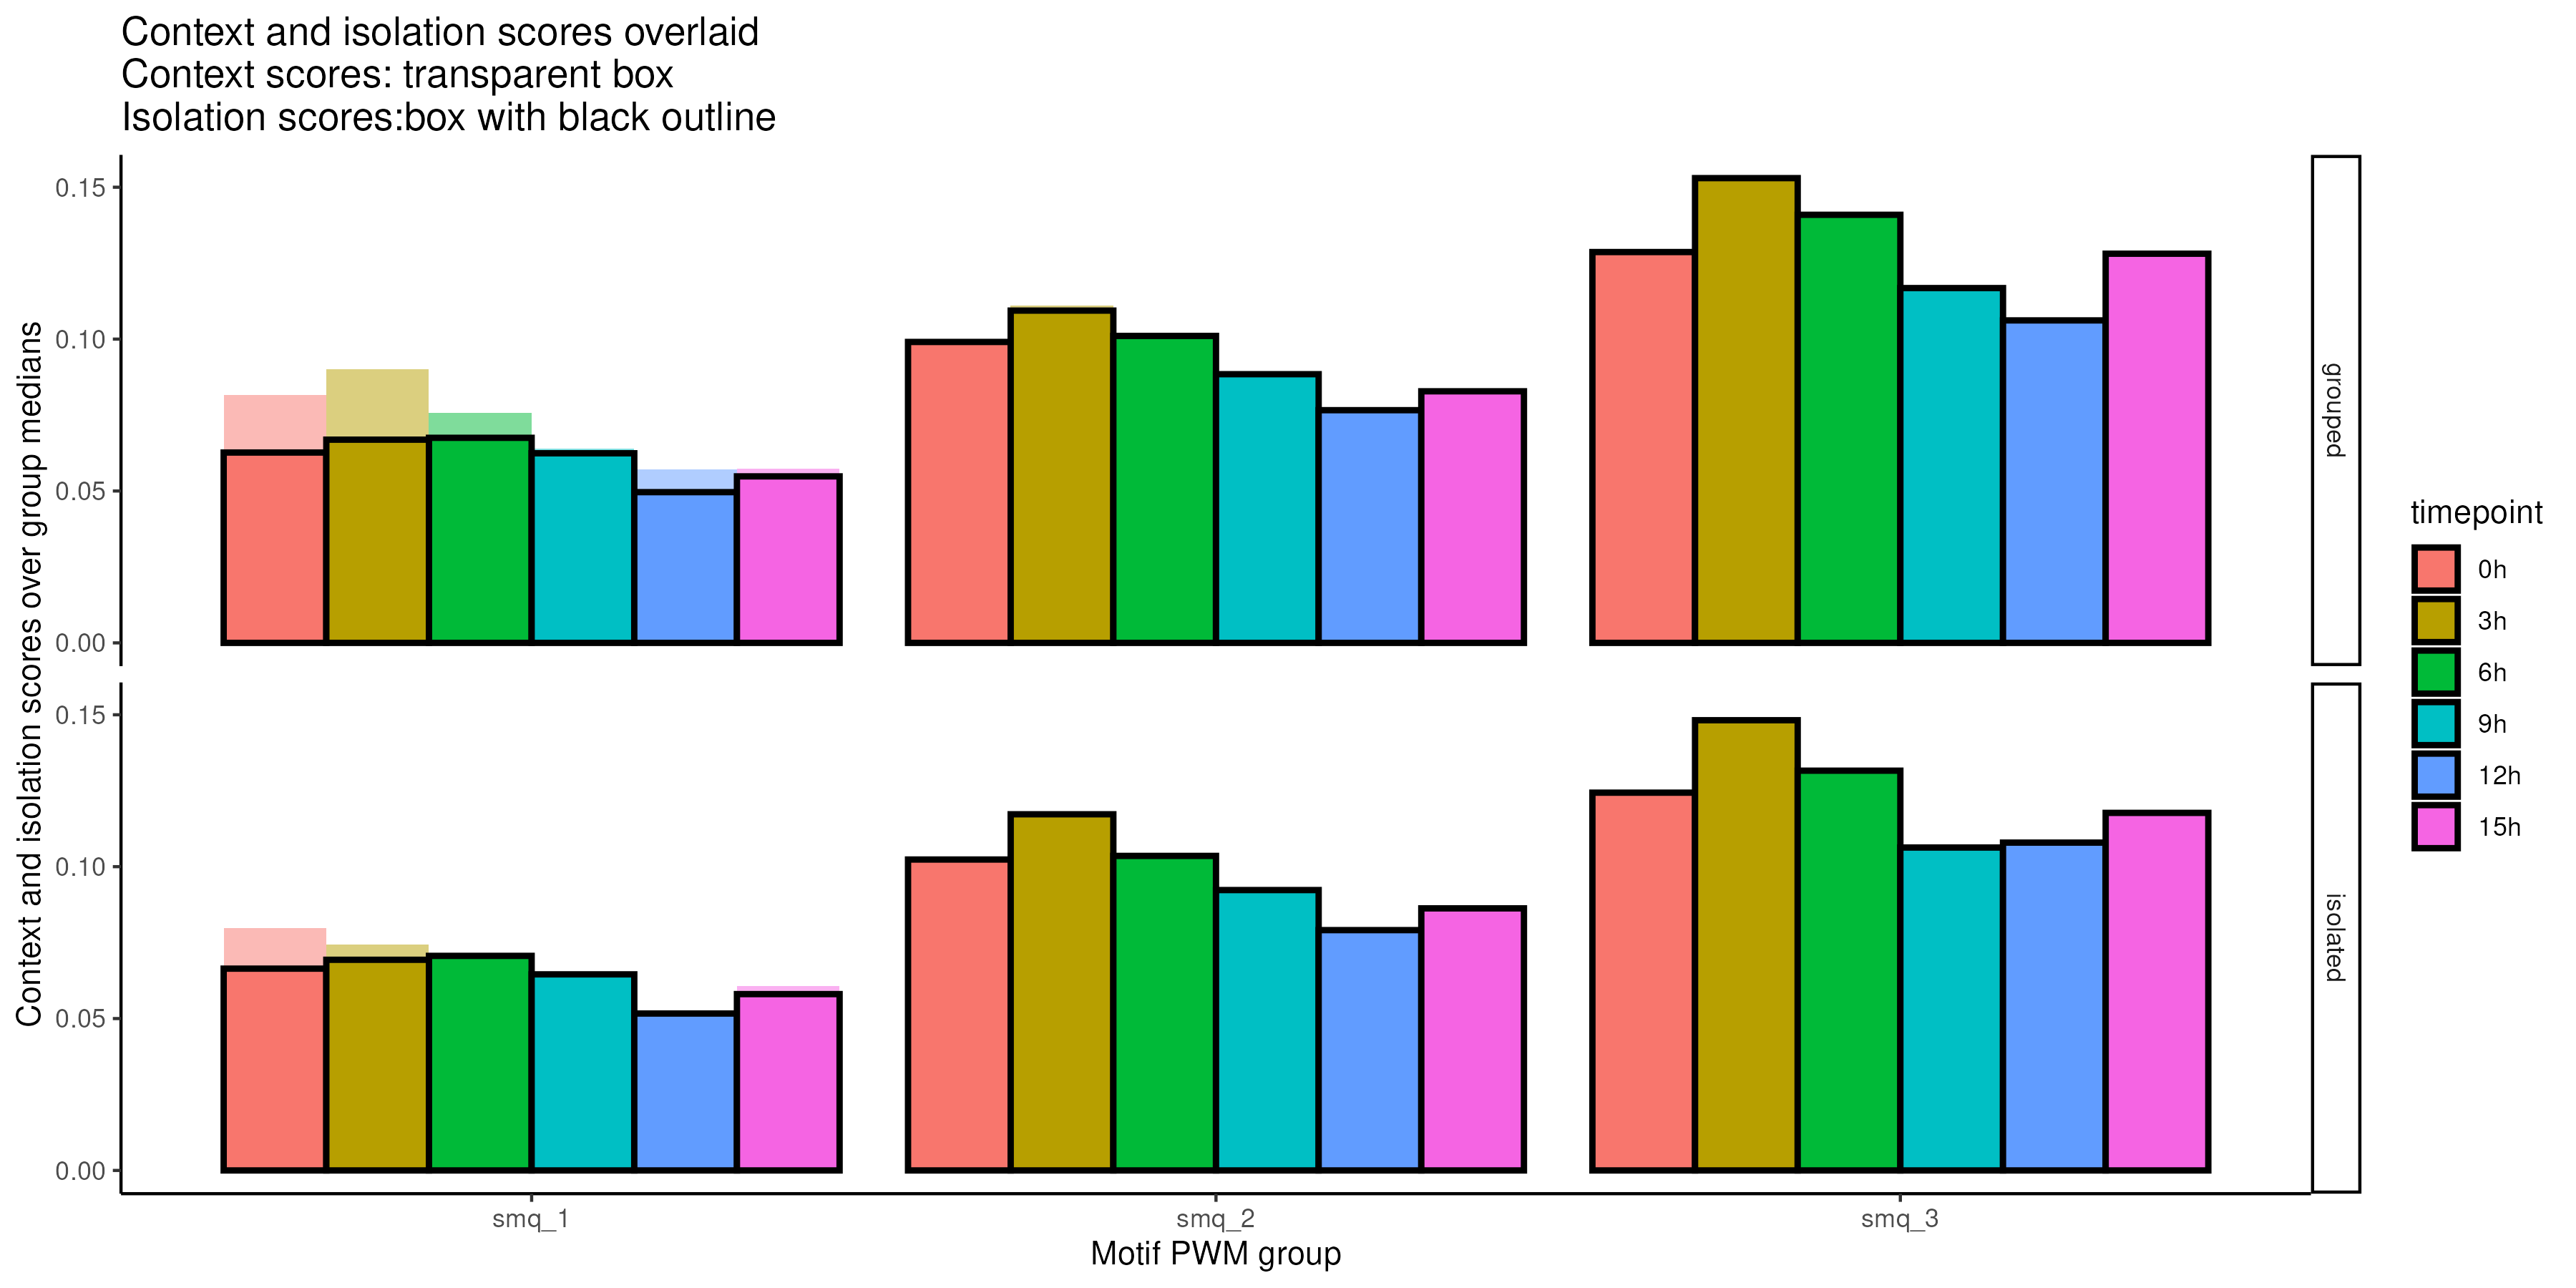 Context and isolation scores overlaid
Context scores: transparent box
Isolation scores:box with black outline
Context and isolation scores over group medians
0.15
0.10
0.05
0.00
grouped
0.15
0.10
0.05
0.00
isolated
smq_1
smq_2
smq_3
Motif PWM group
timepoint
0h
3h
6h
9h
12h
15h